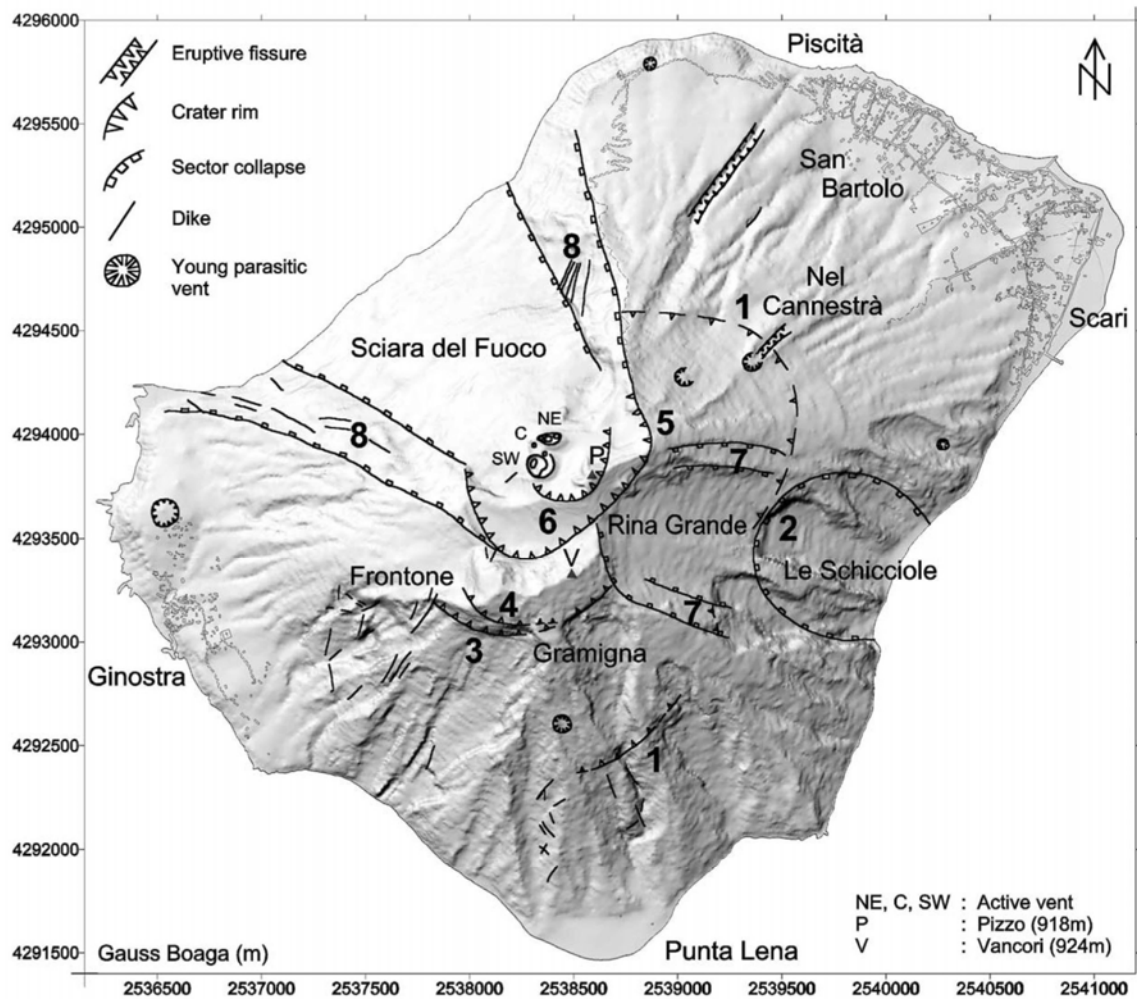 4296000
4295500
4295000
4294500
4294000
4293500
4293000
4292500
4292000
4291500
Eruptive fissure
Crater rim
Sector collapse
Dike
Young parasitic
vent
Piscità
N
San
Bartolo
8
Nel
Cannestrà
1
Scari
Sciara del Fuoco
5
NE
C
P
SW
7
8
6
Rina Grande
2
V
Le Schicciole
Frontone
4
7
3
Gramigna
Ginostra
1
NE, C, SW : Active vent
P : Pizzo (918m)
V : Vancori (924m)
Punta Lena
Gauss Boaga (m)
2536500 2537000 2537500 2538000 2538500 2539000 2539500 2540000 2540500 2541000